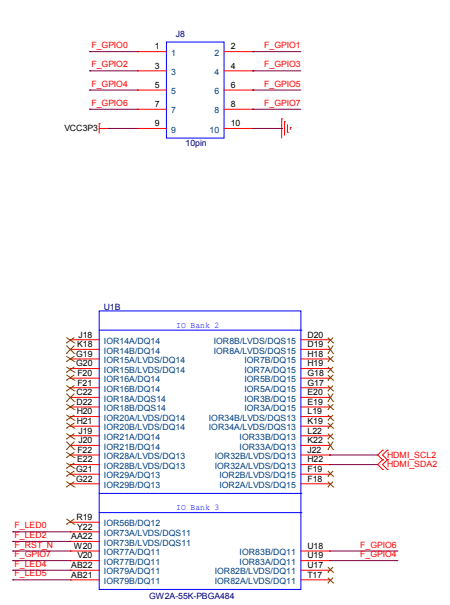 J8
F_GPIO0 1 1 2 2 F_GPIO1
F_GPIO2 3 3 4 4 F_GPIO3
F_GPIO4 5 5 6 6 F_GPIO5
F_GPIO6 7 7 8 8 F_GPIO7
VCC3P3 9 9 10 10
10pin
U1B
IO Bank 2
J18 IOR14A/DQ14 IOR8B/LVDS/DQS15 D20
K18 IOR14B/DQ14 IOR8A/LVDS/DQS15 D19
G19 IOR15A/LVDS/DQ14 IOR7B/DQ15 H18
G20 IOR15B/LVDS/DQ14 IOR7A/DQ15 H19
F20 IOR16A/DQ14 IOR5B/DQ15 G18
F21 IOR16B/DQ14 IOR5A/DQ15 G17
C22 IOR18A/DQS14 IOR3B/DQ15 E20
D22 IOR18B/DQS14 IOR3A/DQ15 E19
H20 IOR20A/LVDS/DQ14 IOR34B/LVDS/DQS13 L19
H21 IOR20B/LVDS/DQ14 IOR34A/LVDS/DQS13 K19
J19 IOR21A/DQ14 IOR33B/DQ13 L22
J20 IOR21B/DQ14 IOR33A/DQ13 K22
F22 IOR28A/LVDS/DQ13 IOR32B/LVDS/DQ13 J22 HDMI_SCL2
E22 IOR28B/LVDS/DQ13 IOR32A/LVDS/DQ13 H22 HDMI_SDA2
G21 IOR29A/DQ13 IOR2B/LVDS/DQ15 F19
G22 IOR29B/DQ13 IOR2A/LVDS/DQ15 F18
IO Bank 3
R19 IOR56B/DQ12
F_LED0 Y22 IOR73A/LVDS/DQS11
F_LED2 AA22 IOR73B/LVDS/DQS11
F_RST_N W20 IOR77A/DQ11 IOR83B/DQ11 U18 F_GPIO6
F_GPIO7 V20 IOR77B/DQ11 IOR83A/DQ11 U19 F_GPIO4
F_LED4 AB22 IOR79A/DQ11 IOR82B/LVDS/DQ11 U17
F_LED5 AB21 IOR79B/DQ11 IOR82A/LVDS/DQ11 T17
GW2A-55K-PBGA484